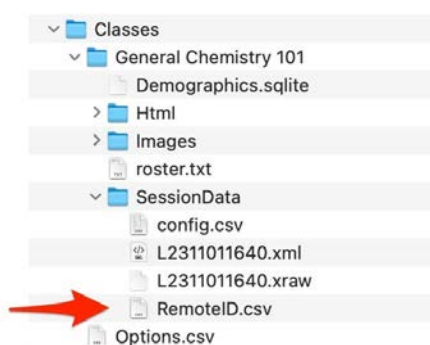 Classes
General Chemistry 101
Demographics.sqlite
Html
Images
roster.txt
SessionData
config.csv
L2311011640.xml
L2311011640.xraw
RemoteID.csv
Options.csv